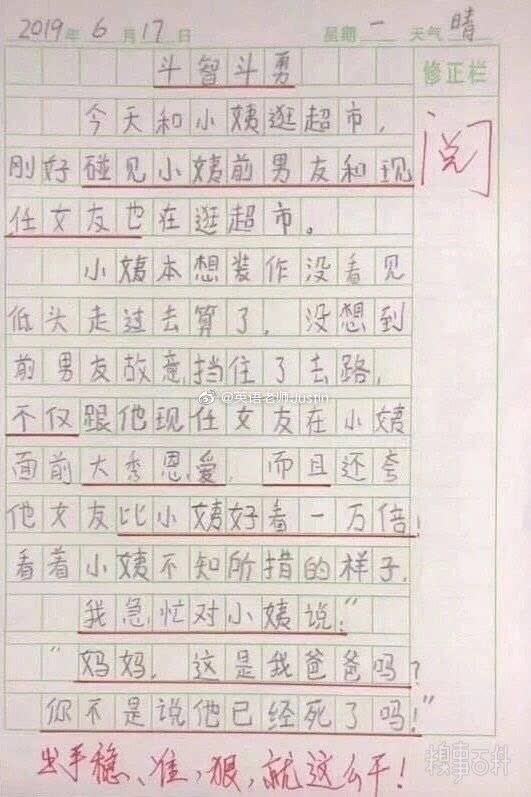 2019年6月17日 星期一 天气晴
斗智斗勇
修正栏
今天和小姨逛超市，
阅
刚好碰见小姨前男友和现
任女友也在逛超市。
小姨本想装作没看见
低头走过去算了，没想到
前男友故意挡住了去路，
@英语老师Justin
不仅跟他现任女友在小姨
面前大秀恩爱，而且还夸
他女友比小姨好看一万倍！
看着小姨不知所措的样子，
我急忙对小姨说：“
“妈妈，这是我爸爸吗？
你不是说他已经死了吗！”
出手稳、准，狠，就这么干！
糗事百科